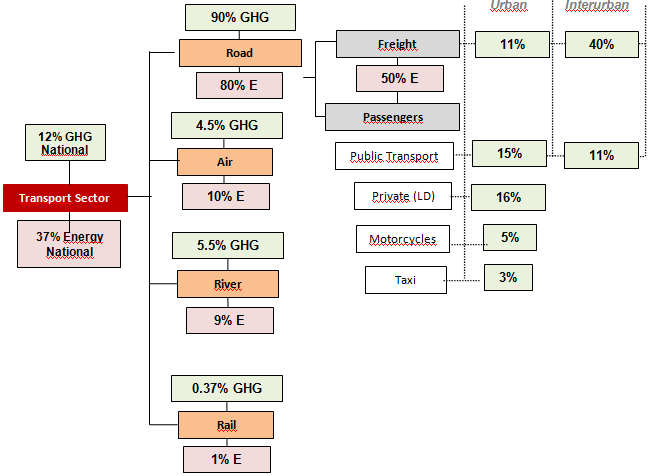 Urban
Interurban
90% GHG
Road
80% E
Freight
11%
40%
50% E
Passengers
12% GHG
National
Transport Sector
37% Energy
National
4.5% GHG
Air
10% E
Public Transport
15%
11%
Private (LD)
16%
5.5% GHG
River
9% E
Motorcycles
5%
Taxi
3%
0.37% GHG
Rail
1% E